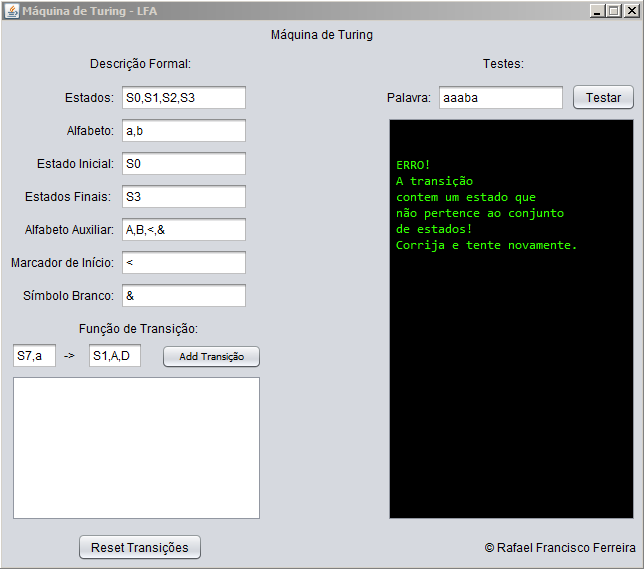 Máquina de Turing - LFA
Máquina de Turing
Descrição Formal:
Estados: S0,S1,S2,S3
Alfabeto: a,b
Estado Inicial: S0
Estados Finais: S3
Alfabeto Auxiliar: A,B,<,&
Marcador de Início: <
Símbolo Branco: &
Função de Transição:
S7,a -> S1,A,D Add Transição
Reset Transições
Testes:
Palavra: aaaba Testar
ERRO!
A transição
contem um estado que
não pertence ao conjunto
de estados!
Corrija e tente novamente.
© Rafael Francisco Ferreira